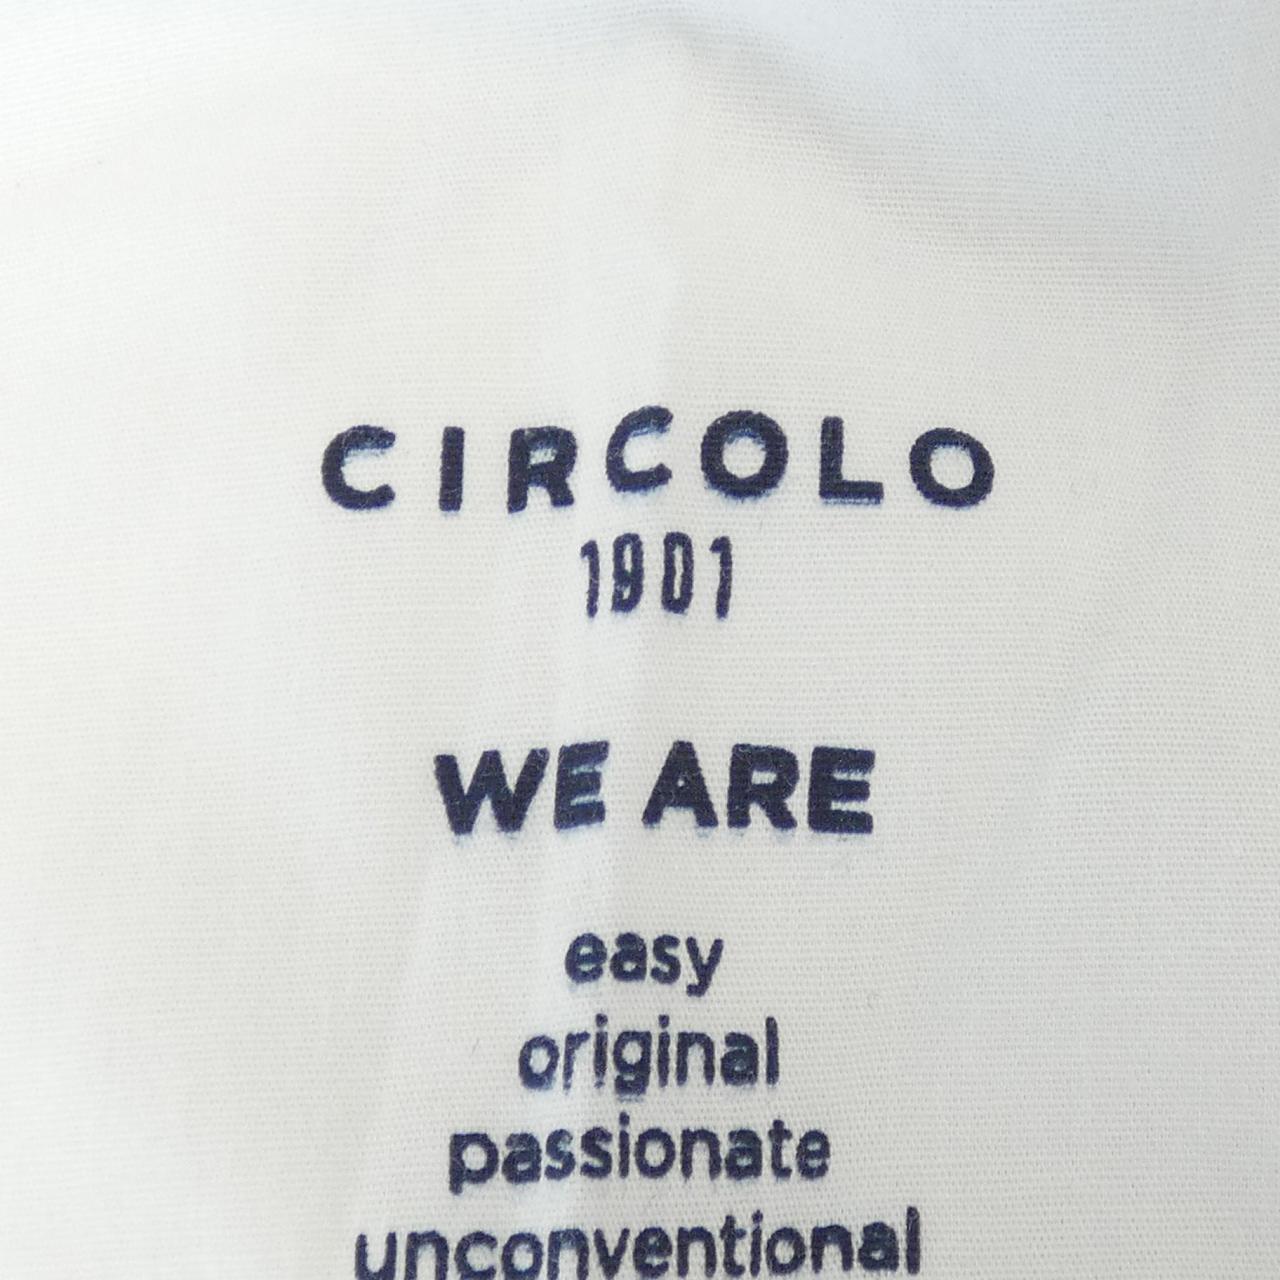 CIRCOLO
1901
WE ARE
easy
original
passionate
unconventional